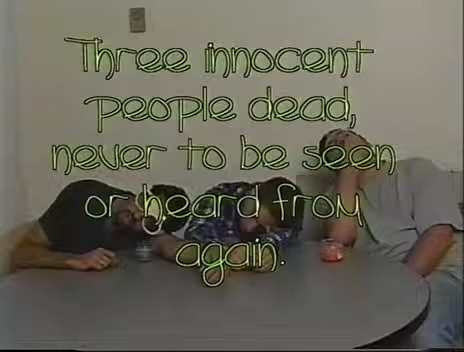 Three innocent
people dead,
never to be seen
or heard from
again.